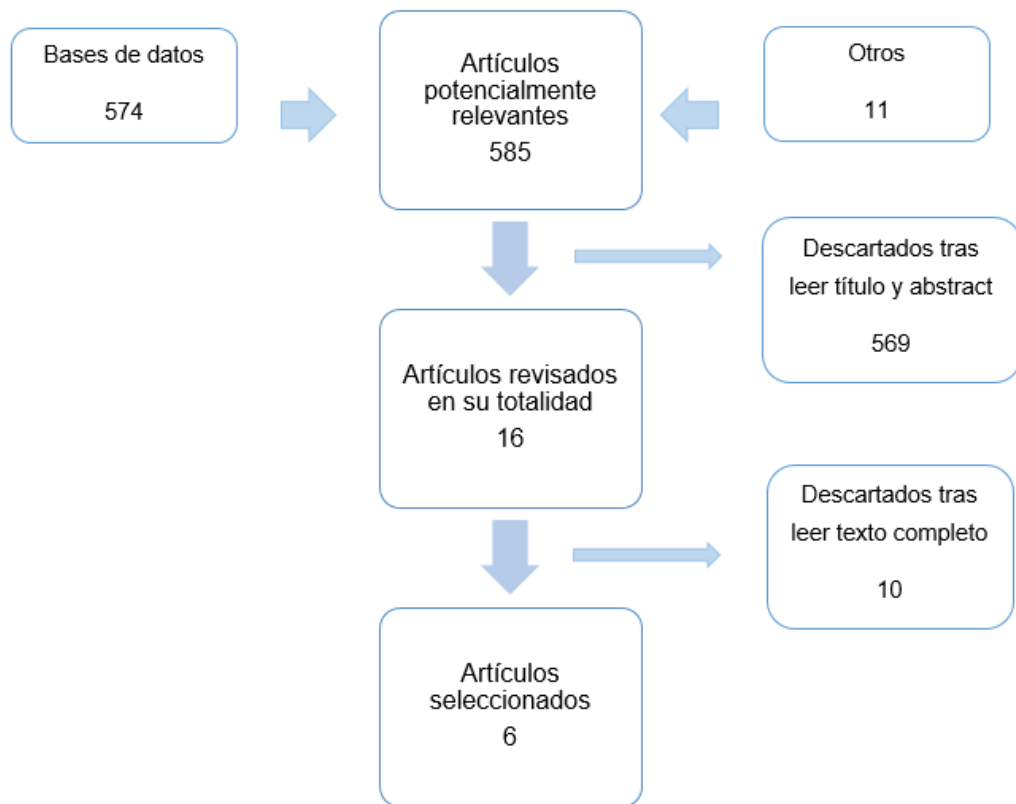 Bases de datos
574
Artículos
potencialmente
relevantes
585
Otros
11
Descartados tras
leer título y abstract
569
Artículos revisados
en su totalidad
16
Descartados tras
leer texto completo
10
Artículos
seleccionados
6